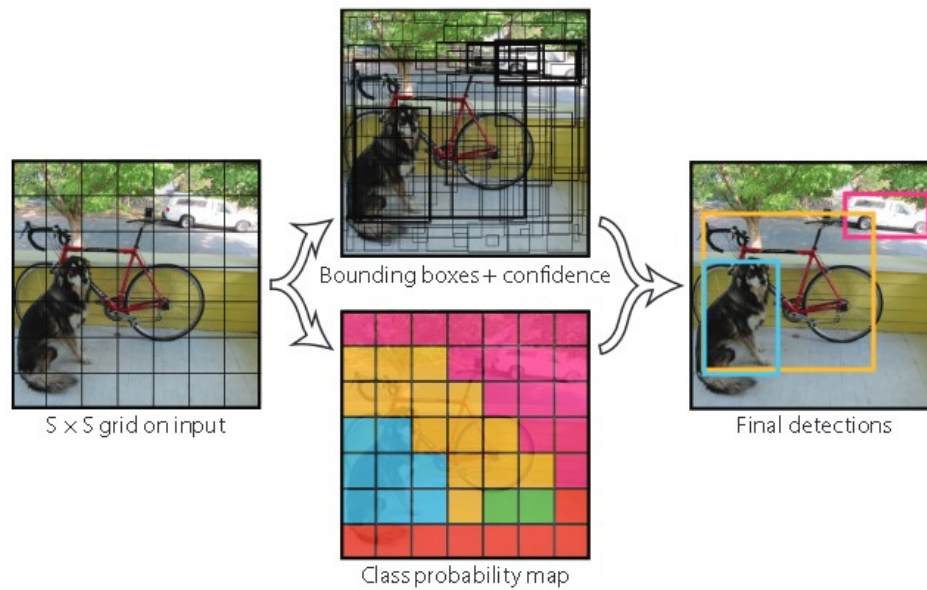 Bounding boxes + confidence
S × S grid on input
Final detections
Class probability map